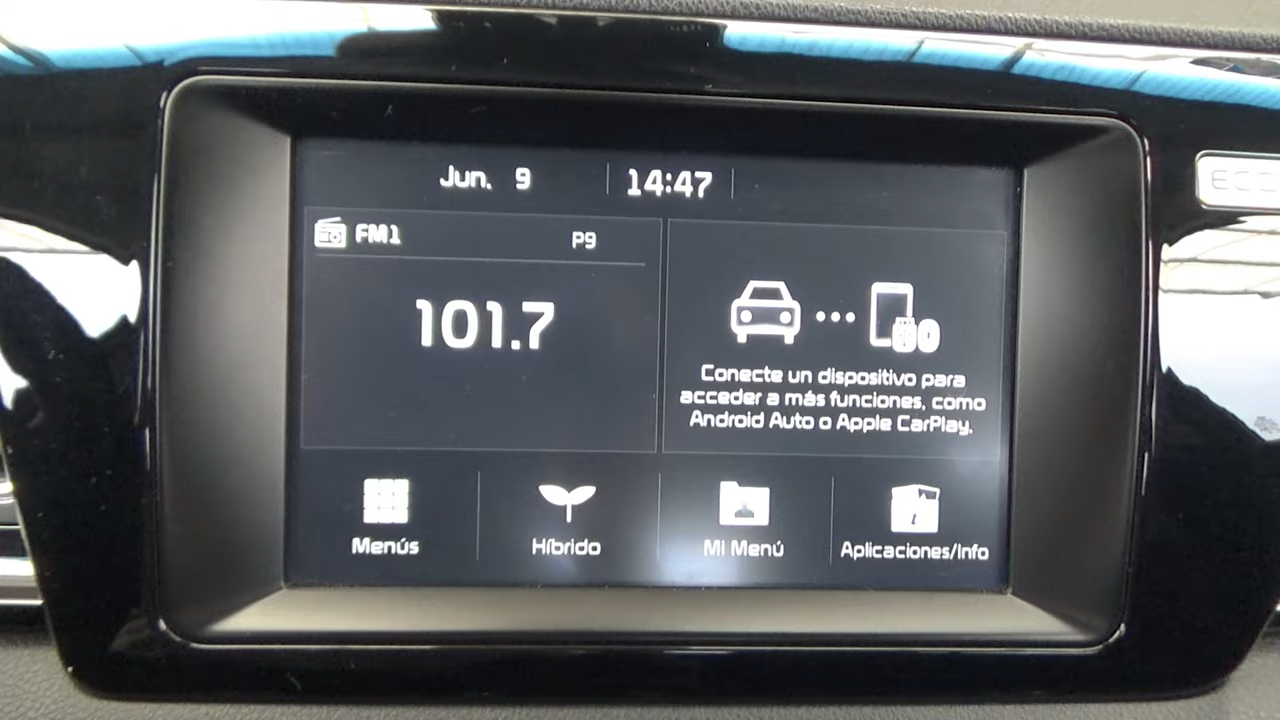 Jun. 9
14:47
FM1
P9
101.7
Conecte un dispositivo para
acceder a más funciones, como
Android Auto o Apple CarPlay.
Menús
Híbrido
Mi Menú
Aplicaciones/Info
ECO